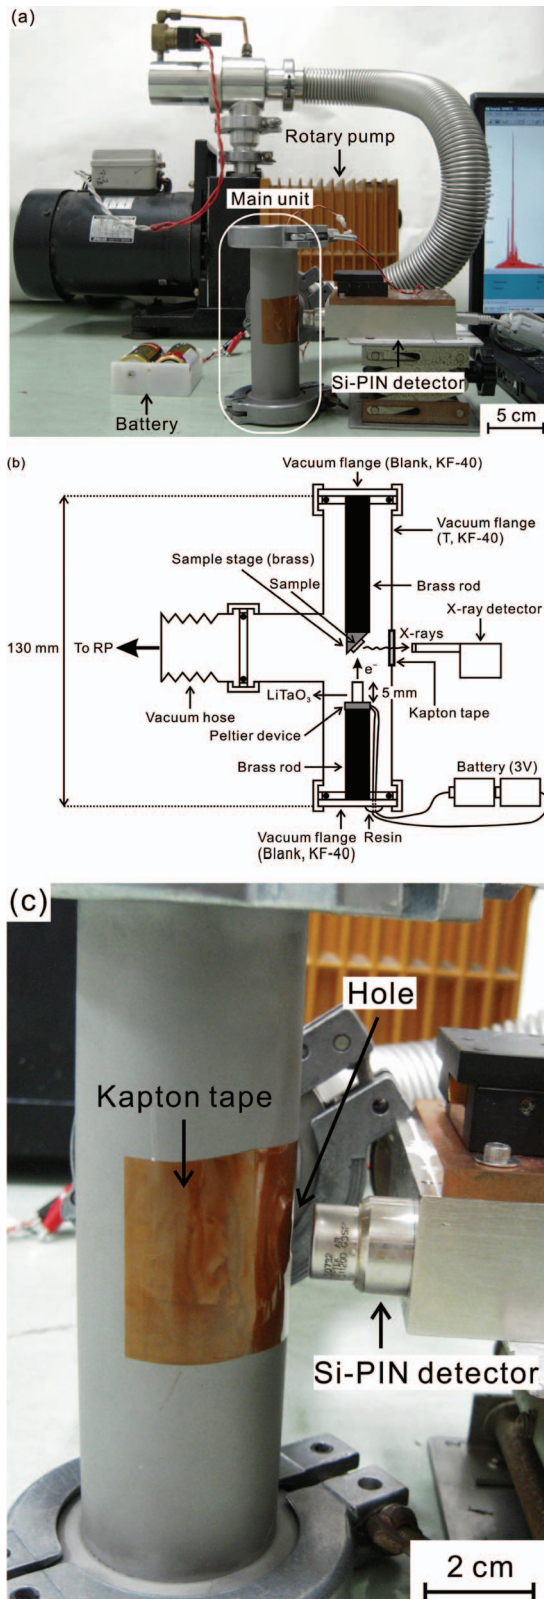 (a)
Rotary pump
Main unit
Si-PIN detector
Battery
5 cm
(b)
Vacuum flange (Blank, KF-40)
Vacuum flange
(T, KF-40)
Sample stage (brass)
Sample
Brass rod
X-ray detector
X-rays
130 mm
To RP
e⁻
LiTaO₃
5 mm
Kapton tape
Vacuum hose
Peltier device
Brass rod
Battery (3V)
Vacuum flange
(Blank, KF-40)
Resin
(c)
Hole
Kapton tape
Si-PIN detector
2 cm